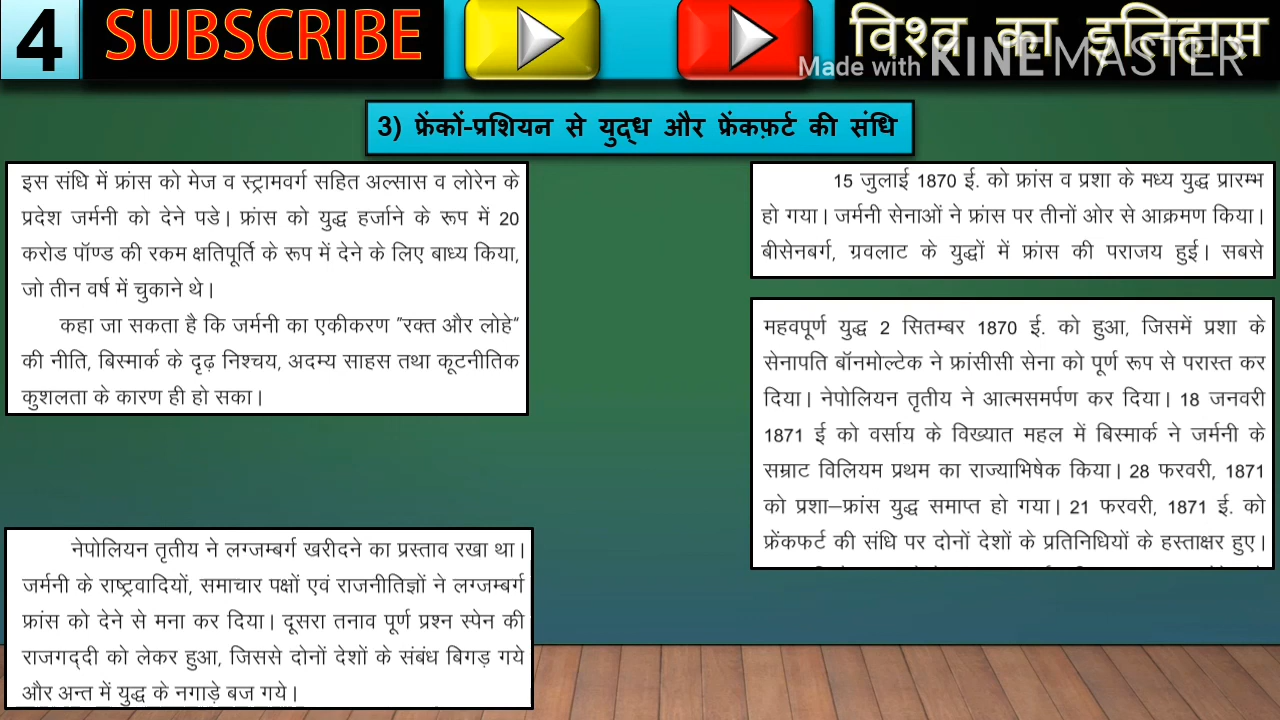 4 SUBSCRIBE विश्व का इतिहास
Made with KINEMASTER
3) फ्रेंकों-प्रशियन से युद्ध और फ्रेंकफ़र्ट की संधि
इस संधि में फ्रांस को मेज व स्ट्रामवर्ग सहित अल्सास व लोरेन के
प्रदेश जर्मनी को देने पडे। फ्रांस को युद्ध हर्जाने के रूप में 20
करोड पॉण्ड की रकम क्षतिपूर्ति के रूप में देने के लिए बाध्य किया,
जो तीन वर्ष में चुकाने थे।
कहा जा सकता है कि जर्मनी का एकीकरण "रक्त और लोहे"
की नीति, बिस्मार्क के दृढ़ निश्चय, अदम्य साहस तथा कूटनीतिक
कुशलता के कारण ही हो सका।
नेपोलियन तृतीय ने लग्जम्बर्ग खरीदने का प्रस्ताव रखा था।
जर्मनी के राष्ट्रवादियों, समाचार पक्षों एवं राजनीतिज्ञों ने लग्जम्बर्ग
फ्रांस को देने से मना कर दिया। दूसरा तनाव पूर्ण प्रश्न स्पेन की
राजगद्दी को लेकर हुआ, जिससे दोनों देशों के संबंध बिगड़ गये
और अन्त में युद्ध के नगाड़े बज गये।
15 जुलाई 1870 ई. को फ्रांस व प्रशा के मध्य युद्ध प्रारम्भ
हो गया। जर्मनी सेनाओं ने फ्रांस पर तीनों ओर से आक्रमण किया।
बीसेनबर्ग, ग्रवलाट के युद्धों में फ्रांस की पराजय हुई। सबसे
महवपूर्ण युद्ध 2 सितम्बर 1870 ई. को हुआ, जिसमें प्रशा के
सेनापति बॉनमोल्टेक ने फ्रांसीसी सेना को पूर्ण रूप से परास्त कर
दिया। नेपोलियन तृतीय ने आत्मसमर्पण कर दिया। 18 जनवरी
1871 ई को वर्साय के विख्यात महल में बिस्मार्क ने जर्मनी के
सम्राट विलियम प्रथम का राज्याभिषेक किया। 28 फरवरी, 1871
को प्रशा–फ्रांस युद्ध समाप्त हो गया। 21 फरवरी, 1871 ई. को
फ्रेंकफर्ट की संधि पर दोनों देशों के प्रतिनिधियों के हस्ताक्षर हुए।